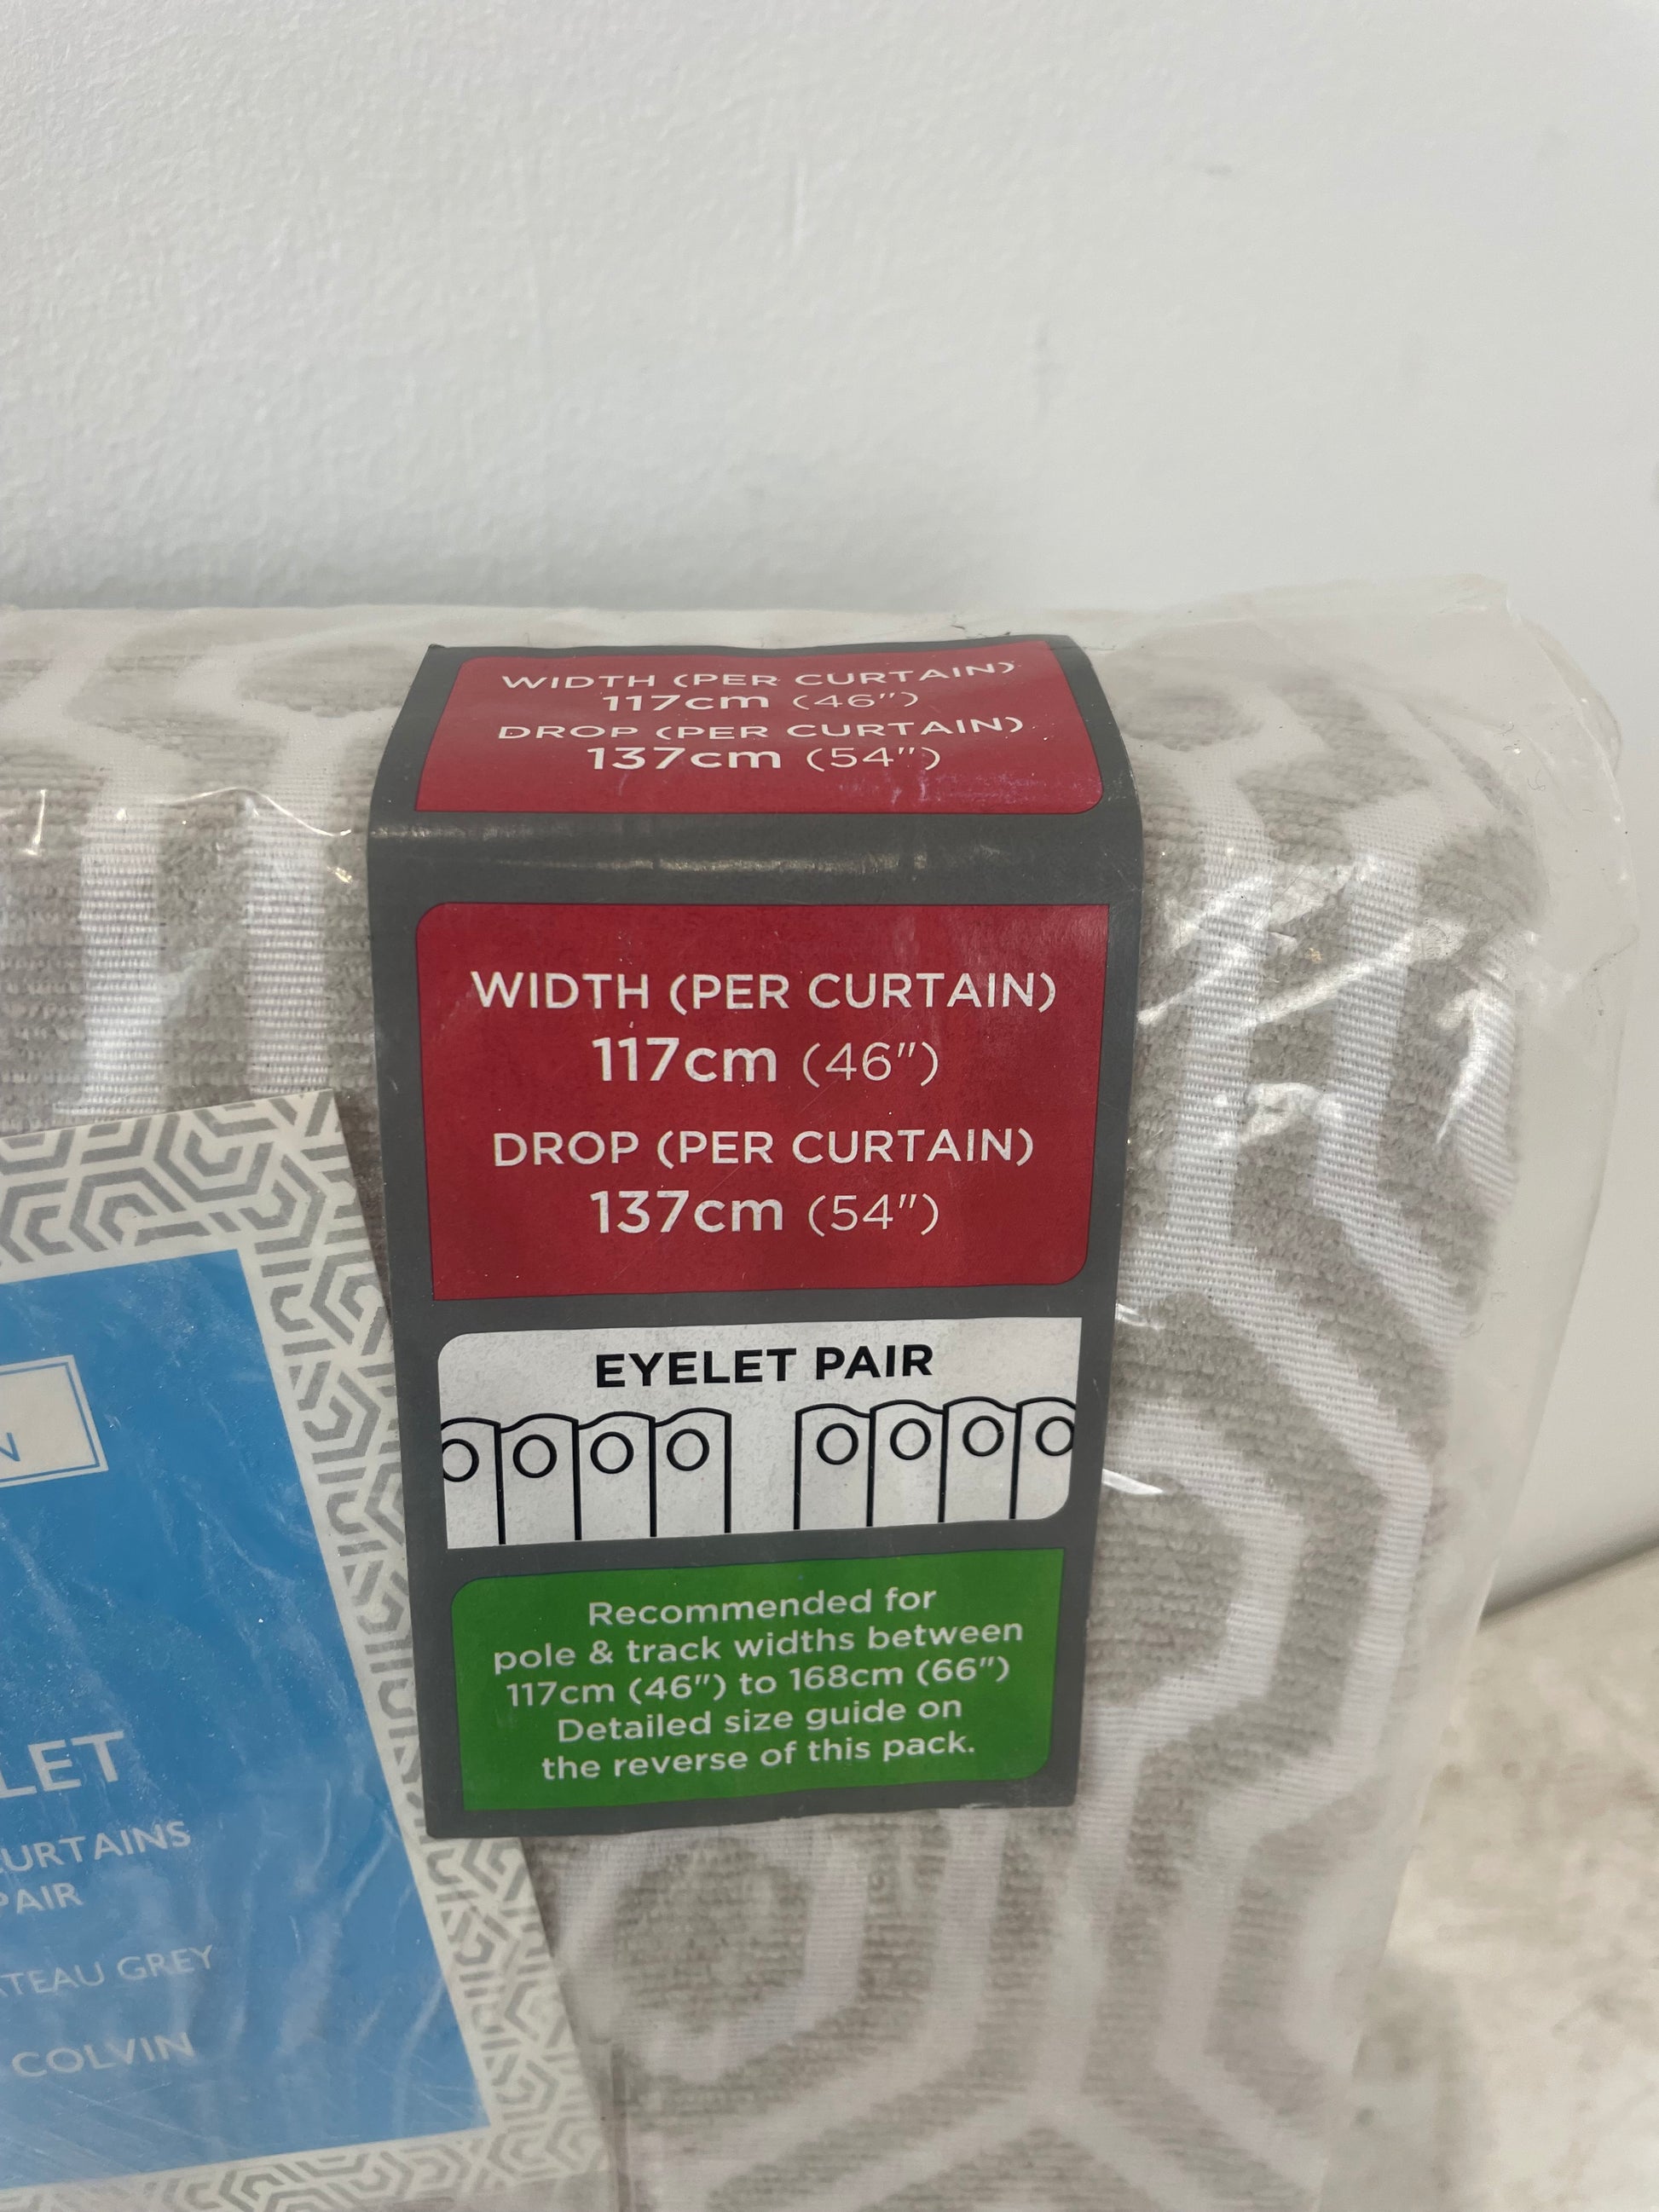 WIDTH (PER CURTAIN)
117cm (46")
DROP (PER CURTAIN)
137cm (54")
WIDTH (PER CURTAIN)
117cm (46")
DROP (PER CURTAIN)
137cm (54")
EYELET PAIR
Recommended for
pole & track widths between
117cm (46") to 168cm (66")
Detailed size guide on
the reverse of this pack.
N
LET
URTAINS
PAIR
TEAU GREY
COLVIN